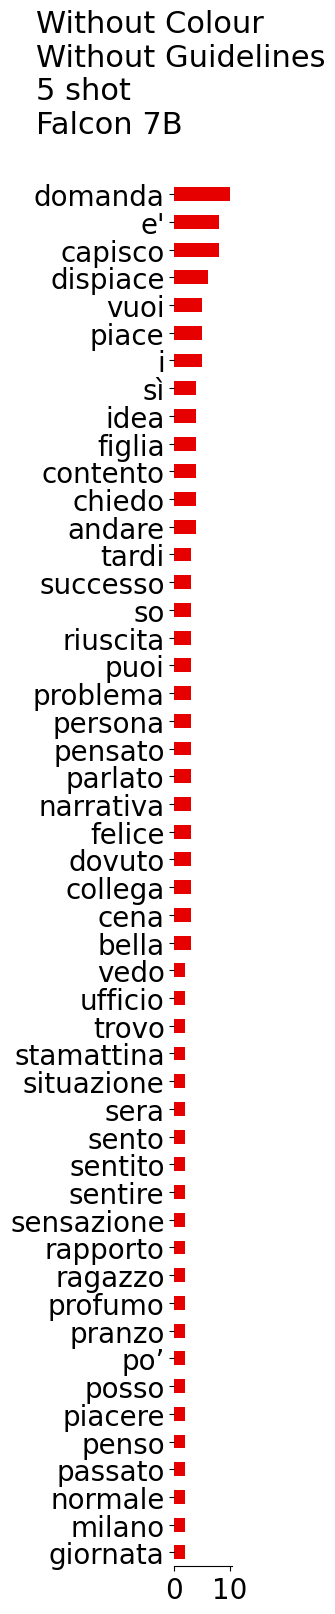 Without Colour
Without Guidelines
5 shot
Falcon 7B
domanda
e'
capisco
dispiace
vuoi
piace
i
sì
idea
figlia
contento
chiedo
andare
tardi
successo
so
riuscita
puoi
problema
persona
pensato
parlato
narrativa
felice
dovuto
collega
cena
bella
vedo
ufficio
trovo
stamattina
situazione
sera
sento
sentito
sentire
sensazione
rapporto
ragazzo
profumo
pranzo
po’
posso
piacere
penso
passato
normale
milano
giornata
0 10